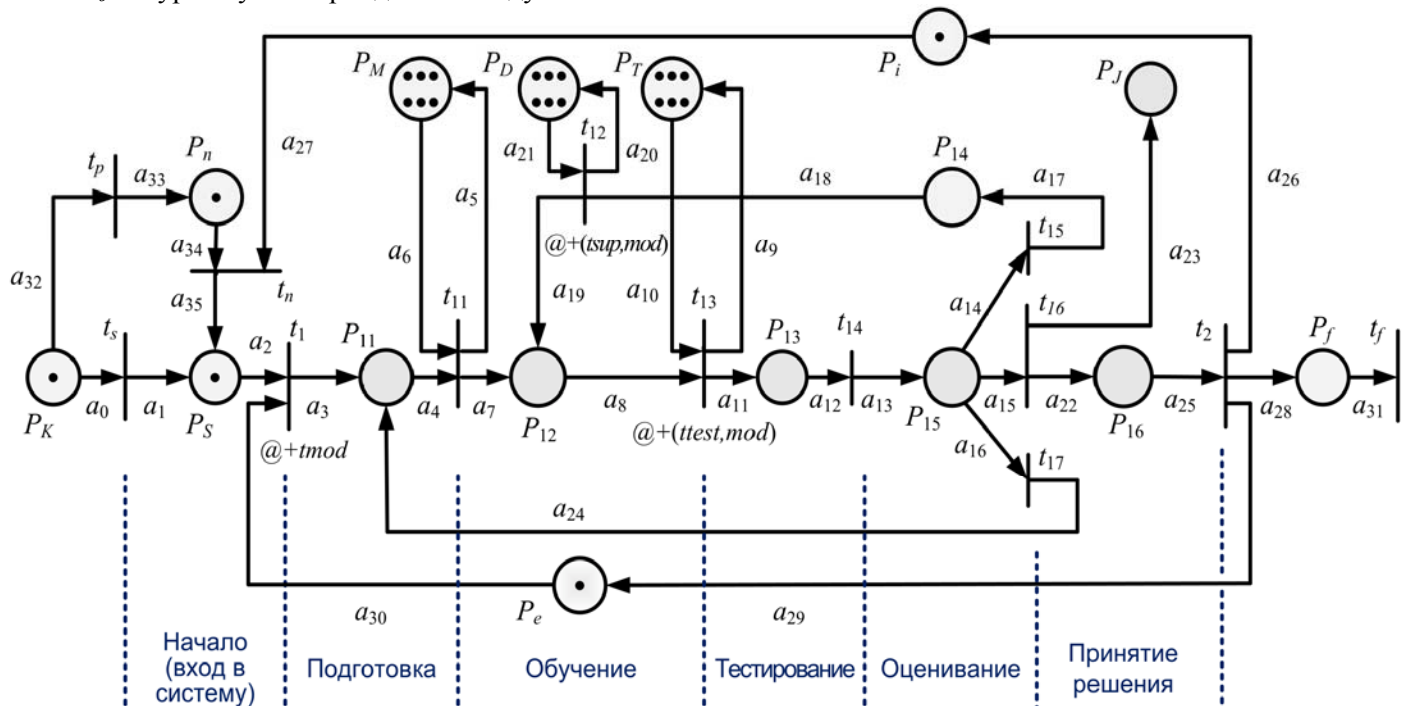 P_i
P_M
P_D
P_T
P_J
t_12
a_27
a_21
a_20
P_14
t_p
a_33
P_n
a_18
a_17
a_26
a_5
a_34
a_6
@+(tsup,mod)
a_9
t_15
a_23
a_32
a_35
t_n
a_19
a_10
t_13
a_14
t_16
t_s
a_2
t_1
P_11
t_11
P_13
t_14
t_2
P_f
t_f
P_K
a_0
a_1
P_S
a_3
a_4
a_7
P_12
a_8
a_11
a_12
a_13
P_15
a_15
a_22
P_16
a_25
a_28
a_31
@+tmod
@+(ttest,mod)
a_16
t_17
a_24
P_e
a_30
a_29
Начало
(вход в
систему)
Подготовка
Обучение
Тестирование
Оценивание
Принятие
решения